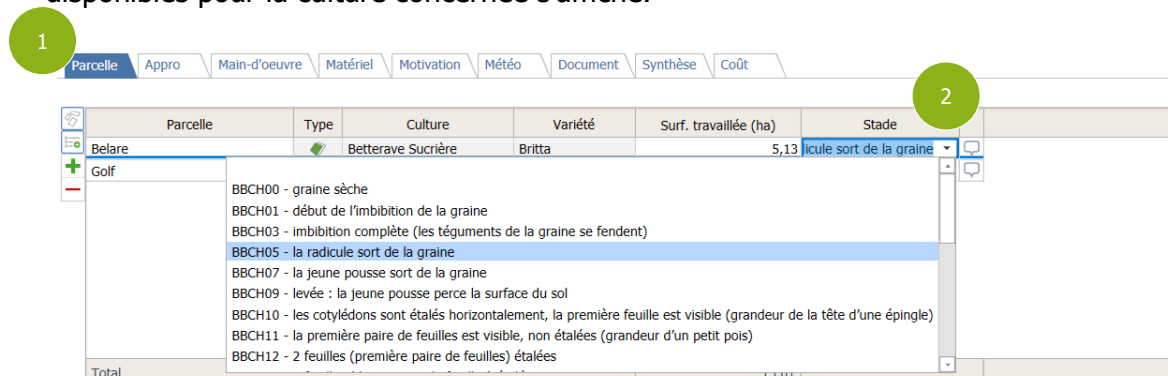 disponibles pour la culture concernée s'affiche.
1
Parcelle Appro Main-d'oeuvre Matériel Motivation Météo Document Synthèse Coût
2
Parcelle Type Culture Variété Surf. travaillée (ha) Stade
Belare Betterave Sucrière Britta 5,13 licule sort de la graine
Golf
BBCH00 - graine sèche
BBCH01 - début de l'imbibition de la graine
BBCH03 - imbibition complète (les téguments de la graine se fendent)
BBCH05 - la radicule sort de la graine
BBCH07 - la jeune pousse sort de la graine
BBCH09 - levée : la jeune pousse perce la surface du sol
BBCH10 - les cotylédons sont étalés horizontalement, la première feuille est visible (grandeur de la tête d'une épingle)
BBCH11 - la première paire de feuilles est visible, non étalées (grandeur d'un petit pois)
BBCH12 - 2 feuilles (première paire de feuilles) étalées
Total